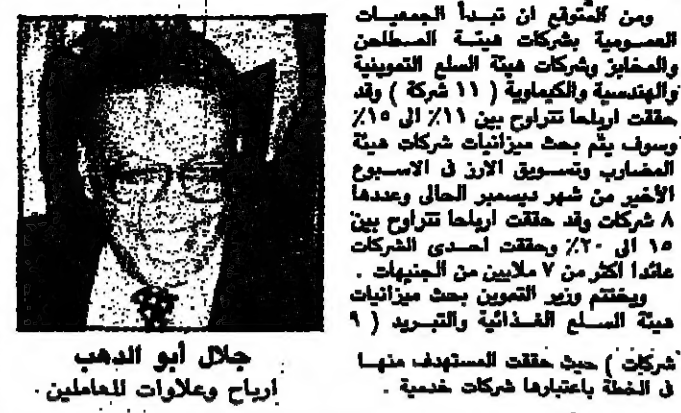 ومن المتوقع ان تبدأ الجمعيات
العمومية بشركات هيئة المطاحن
والمخابز وشركات هيئة السلع التموينية
والهندسية والكيماوية ( ١١ شركة ) وقد
حققت ارباحا تتراوح بين ١١٪ الى ١٥٪
وسوف يتم بحث ميزانيات شركات هيئة
المضارب وتسويق الارز فى الاسبوع
الأخير من شهر ديسمبر الحالى وعددها
٨ شركات وقد حققت ارباحا تتراوح بين
١٥ الى ٢٠٪ وحققت احدى الشركات
عائدا اكثر من ٧ ملايين من الجنيهات .
ويختتم وزير التموين بحث ميزانيات
هيئة السلع الغذائية والتبريد ( ٩
شركات ) حيث حققت المستهدف منها
فى الخطة باعتبارها شركات خدمية .
جلال أبو الدهب
ارباح وعلاوات للعاملين .